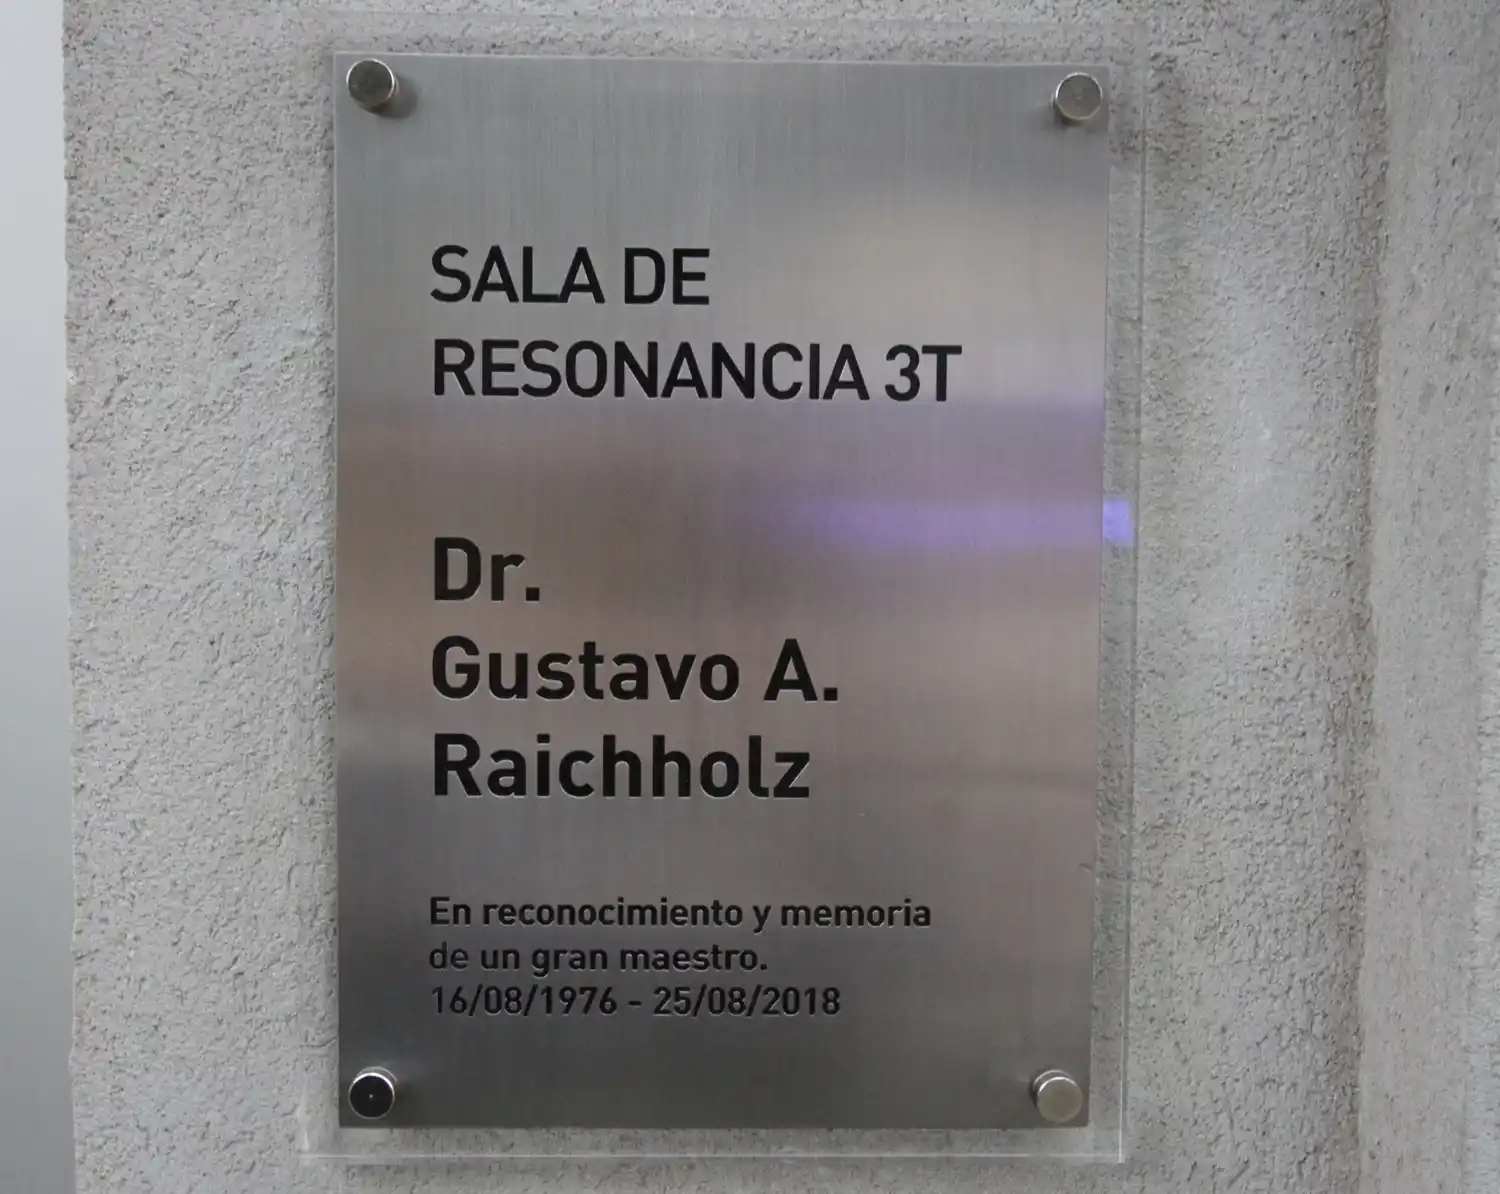 SALA DE
RESONANCIA 3T
Dr.
Gustavo A.
Raichholz
En reconocimiento y memoria
de un gran maestro.
16/08/1976 - 25/08/2018